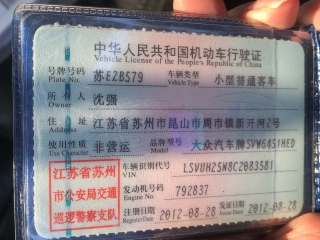 中华人民共和国机动车行驶证
Vehicle License of the People's Republic of China
号牌号码 Plate No. 苏EZB579 车辆类型 Vehicle Type 小型普通客车
所有人 Owner 沈强
住址 Address 江苏省苏州市昆山市周市镇新开河2号
使用性质 Use Character 非营运 品牌型号 Model 大众汽车牌SVW6451MED
江苏省苏州市公安局交通巡逻警察支队
车辆识别代号 VIN LSVUH25N8C2083581
发动机号码 Engine No. 792837
注册日期 Register Date 2012-08-28 发证日期 Issue Date 2012-08-28